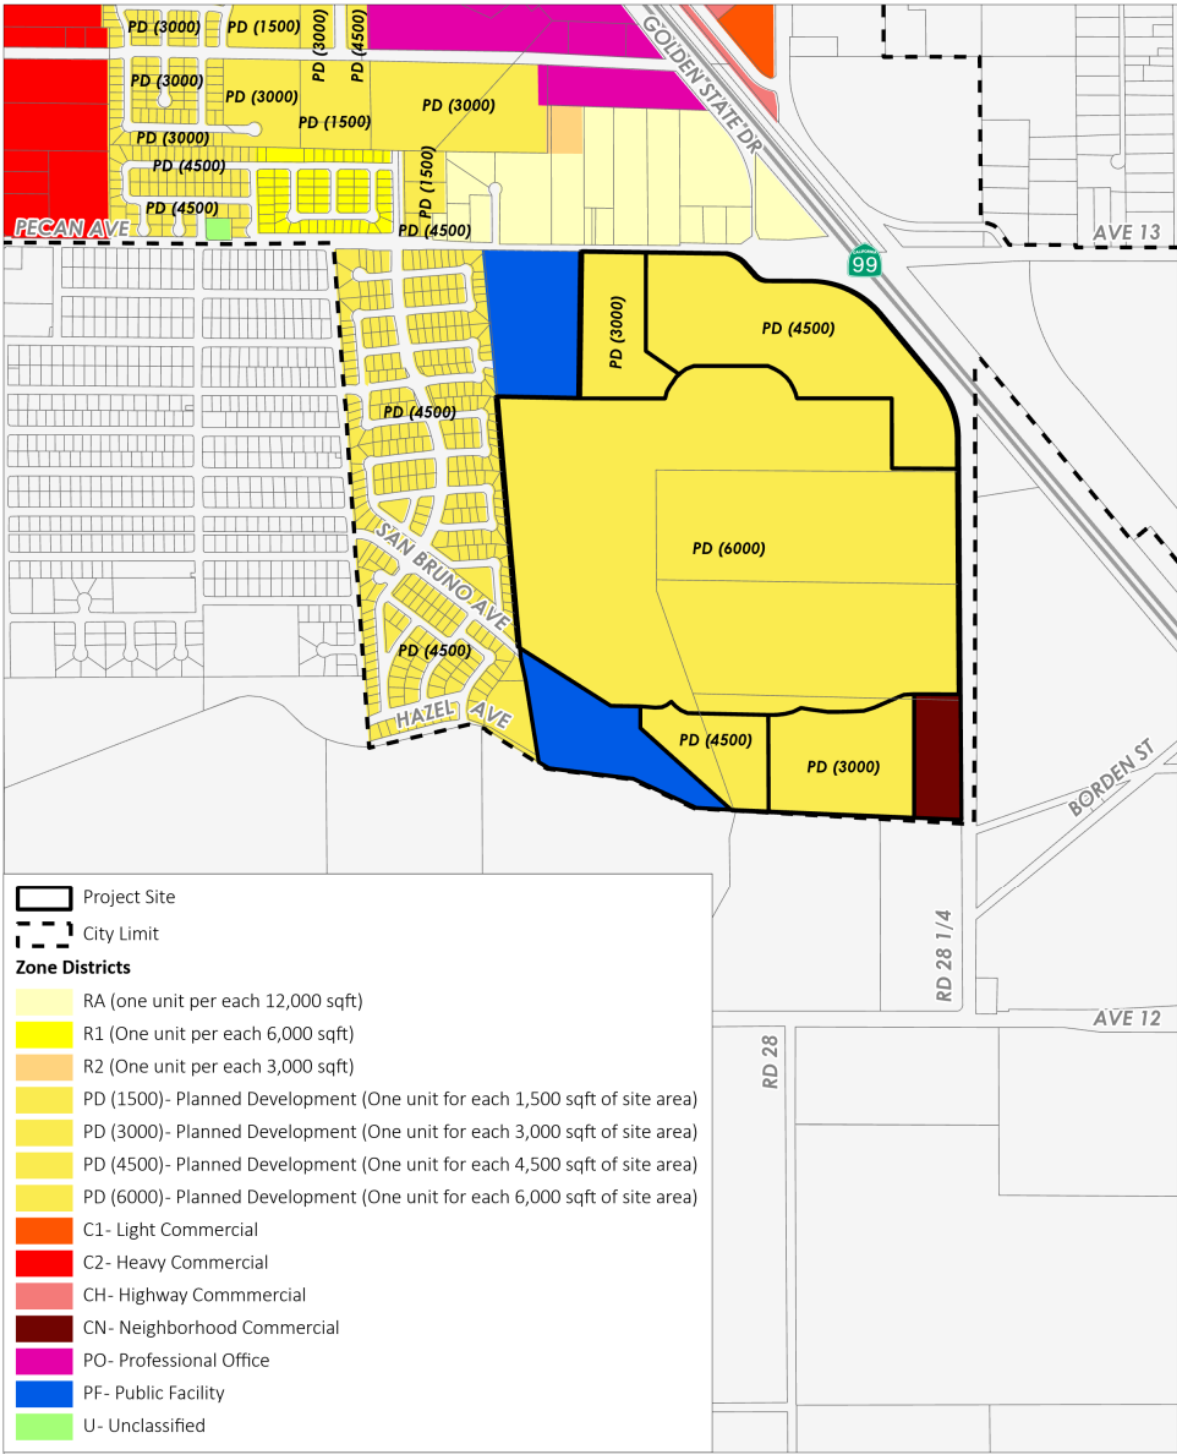 PD (3000)
PD (1500)
PD (3000)
PD (4500)
GOLDEN STATE DR
PD (3000)
PD (3000)
PD (3000)
PD (1500)
PD (3000)
PD (4500)
PD (1500)
PD (4500)
PECAN AVE
PD (4500)
AVE 13
CALIFORNIA
99
PD (3000)
PD (4500)
PD (4500)
SAN BRUNO AVE
PD (6000)
PD (4500)
HAZEL AVE
PD (4500)
PD (3000)
BORDEN ST
RD 28 1/4
AVE 12
RD 28
Project Site
City Limit
Zone Districts
RA (one unit per each 12,000 sqft)
R1 (One unit per each 6,000 sqft)
R2 (One unit per each 3,000 sqft)
PD (1500)- Planned Development (One unit for each 1,500 sqft of site area)
PD (3000)- Planned Development (One unit for each 3,000 sqft of site area)
PD (4500)- Planned Development (One unit for each 4,500 sqft of site area)
PD (6000)- Planned Development (One unit for each 6,000 sqft of site area)
C1- Light Commercial
C2- Heavy Commercial
CH- Highway Commmercial
CN- Neighborhood Commercial
PO- Professional Office
PF- Public Facility
U- Unclassified